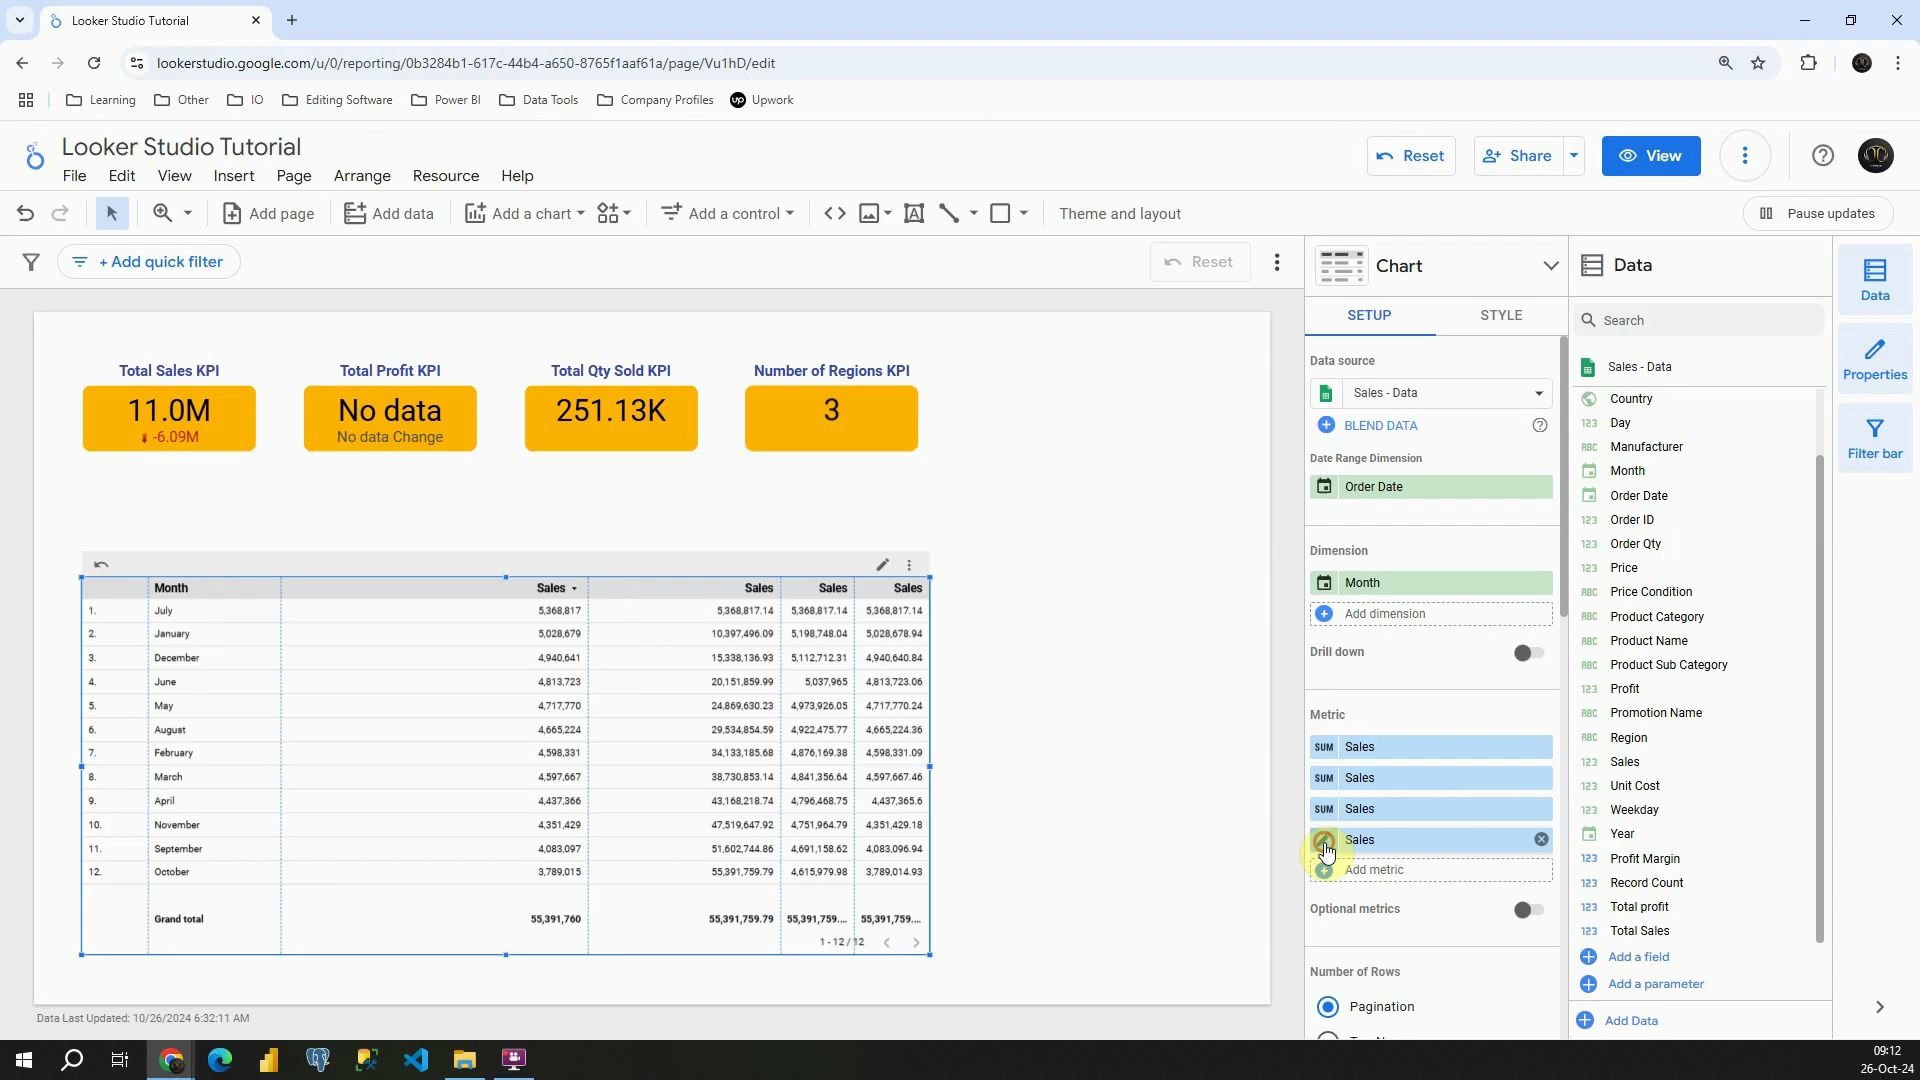 Looker Studio Tutorial
lookerstudio.google.com/u/0/reporting/0b3284b1-617c-44b4-a650-8765f1aaf61a/page/Vu1hD/edit
Learning Other IO Editing Software Power BI Data Tools Company Profiles up Upwork
Looker Studio Tutorial
Reset Share View
File Edit View Insert Page Arrange Resource Help
Add page Add data Add a chart Add a control Theme and layout Pause updates
+ Add quick filter Reset
Chart
SETUP STYLE
Data source
Sales - Data
BLEND DATA
Date Range Dimension
Order Date
Dimension
Month
Add dimension
Drill down
Metric
SUM Sales
SUM Sales
SUM Sales
Sales
Add metric
Optional metrics
Number of Rows
Pagination
Data
Search
Sales - Data
Country
123 Day
ABC Manufacturer
Month
Order Date
123 Order ID
123 Order Qty
123 Price
ABC Price Condition
ABC Product Category
ABC Product Name
ABC Product Sub Category
123 Profit
ABC Promotion Name
ABC Region
123 Sales
123 Unit Cost
123 Weekday
Year
123 Profit Margin
123 Record Count
123 Total profit
123 Total Sales
Add a field
Add a parameter
Add Data
Data
Properties
Filter bar
Total Sales KPI Total Profit KPI Total Qty Sold KPI Number of Regions KPI
11.0M No data 251.13K 3
-6.09M No data Change
Month Sales Sales Sales Sales
1. July 5,368,817 5,368,817.14 5,368,817.14 5,368,817.14
2. January 5,028,679 10,397,496.09 5,198,748.04 5,028,678.94
3. December 4,940,641 15,338,136.93 5,112,712.31 4,940,640.84
4. June 4,813,723 20,151,859.99 5,037,965 4,813,723.06
5. May 4,717,770 24,869,630.23 4,973,926.05 4,717,770.24
6. August 4,665,224 29,534,854.59 4,922,475.77 4,665,224.36
7. February 4,598,331 34,133,185.68 4,876,169.38 4,598,331.09
8. March 4,597,667 38,730,853.14 4,841,356.64 4,597,667.46
9. April 4,437,366 43,168,218.74 4,796,468.75 4,437,365.6
10. November 4,351,429 47,519,647.92 4,751,964.79 4,351,429.18
11. September 4,083,097 51,602,744.86 4,691,158.62 4,083,096.94
12. October 3,789,015 55,391,759.79 4,615,979.98 3,789,014.93
Grand total 55,391,760 55,391,759.79 55,391,759.... 55,391,759....
1 - 12 / 12
Data Last Updated: 10/26/2024 6:32:11 AM
09:12
26-Oct-24